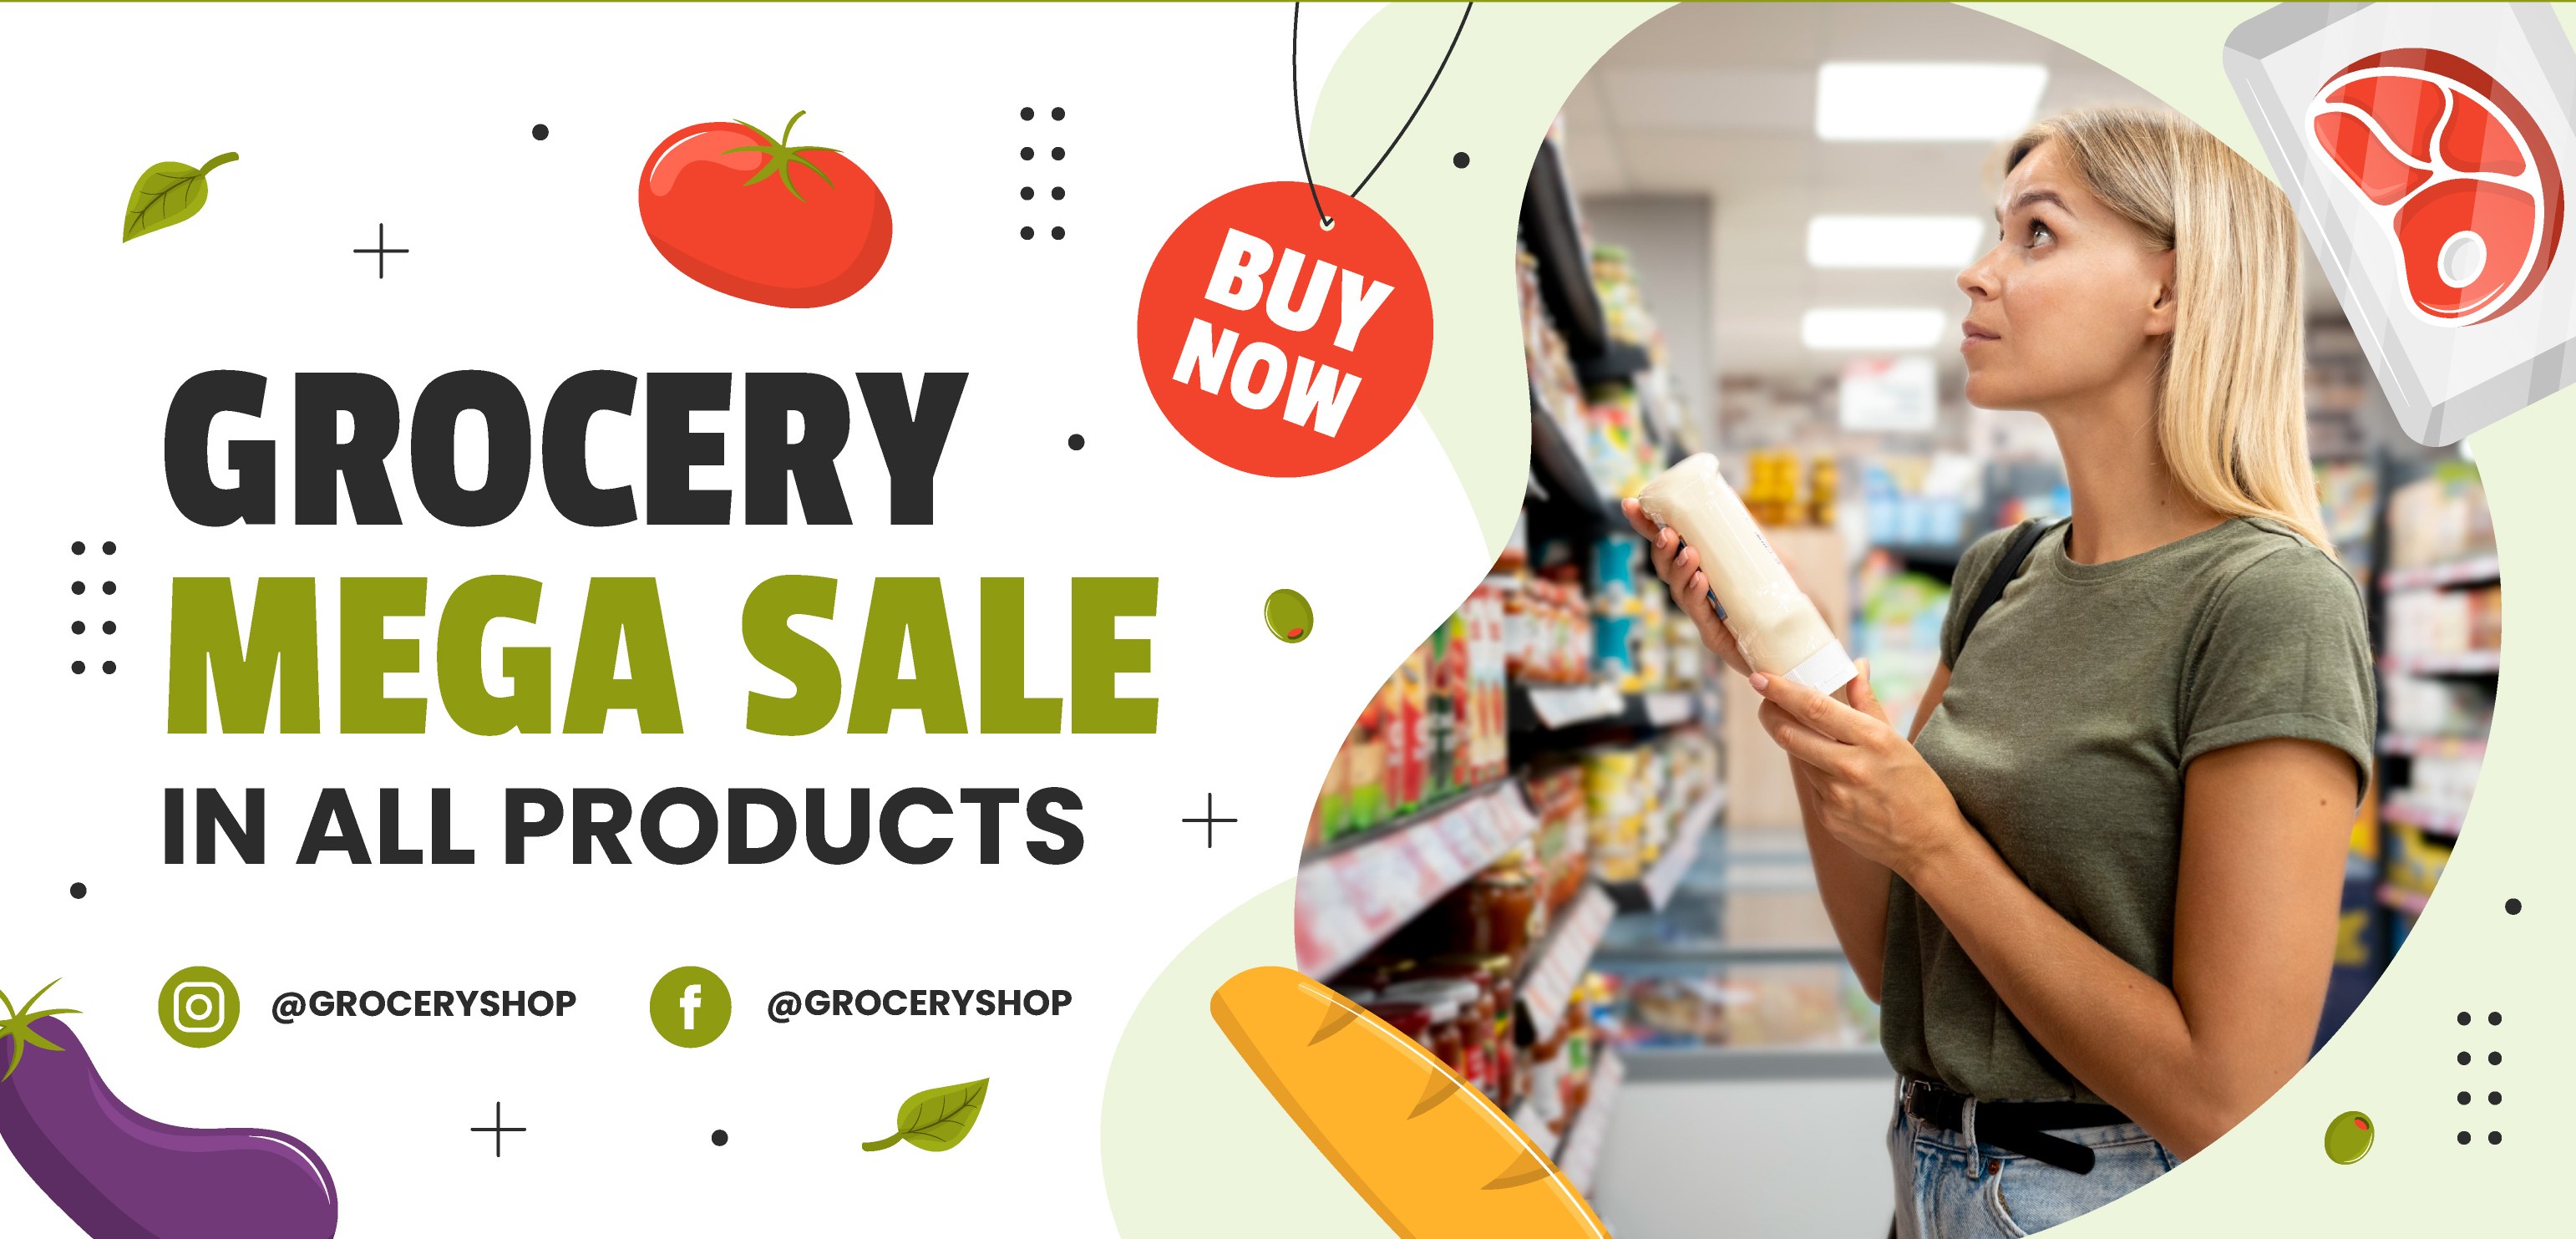 BUY
NOW
GROCERY
MEGA SALE
IN ALL PRODUCTS
@GROCERYSHOP
@GROCERYSHOP